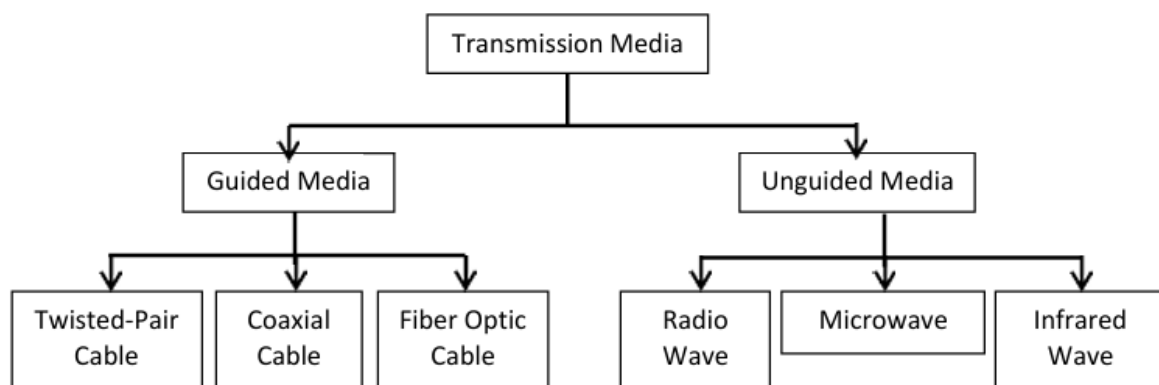 Transmission Media
Guided Media
Unguided Media
Twisted-Pair
Cable
Coaxial
Cable
Fiber Optic
Cable
Radio
Wave
Microwave
Infrared
Wave